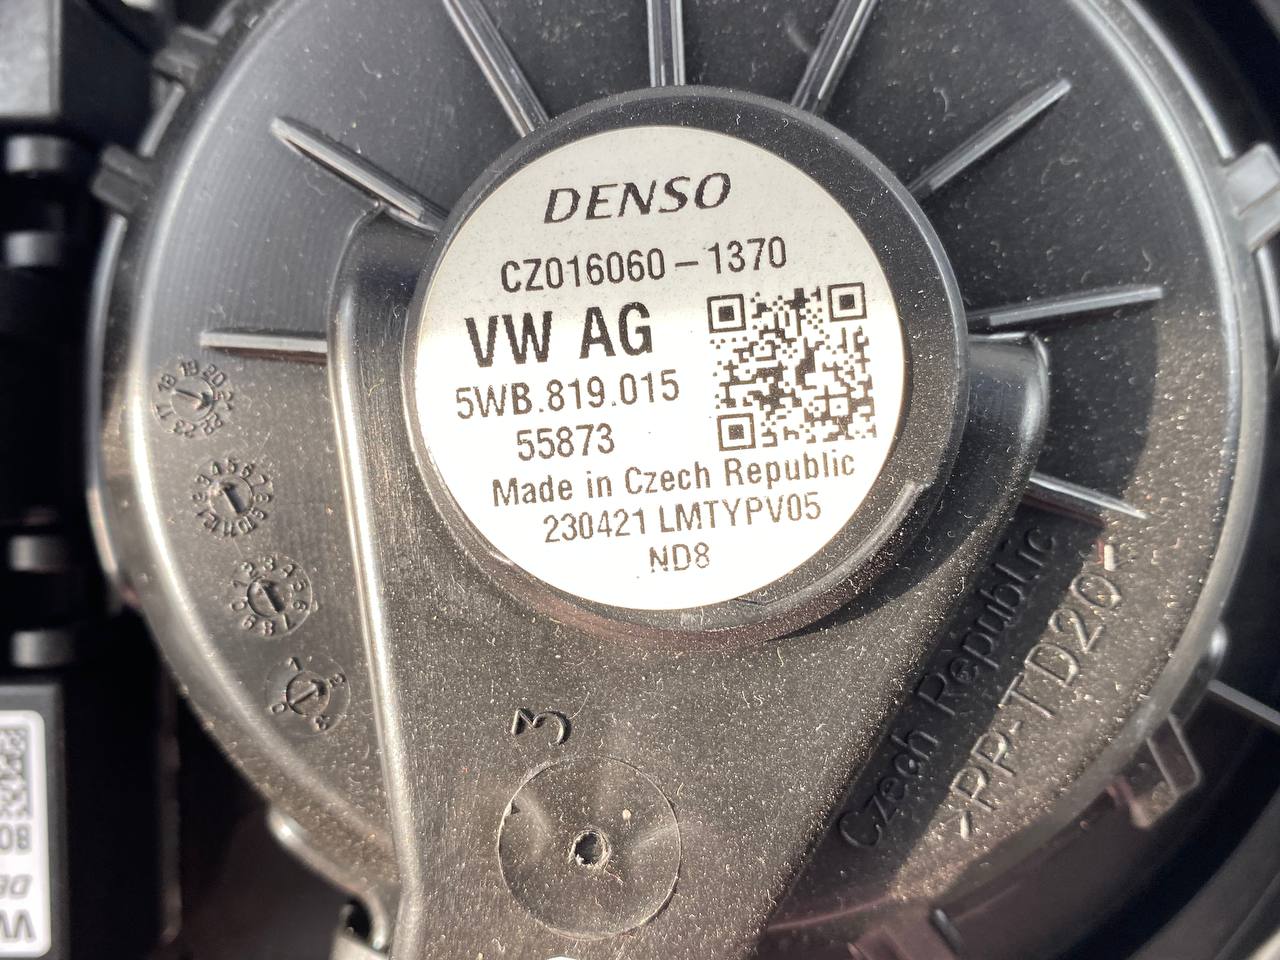 DENSO
CZ016060-1370
VW AG
5WB.819.015
55873
Made in Czech Republic
230421 LMTYPV05
ND8
3
Czech Republic
>PP-TD20<